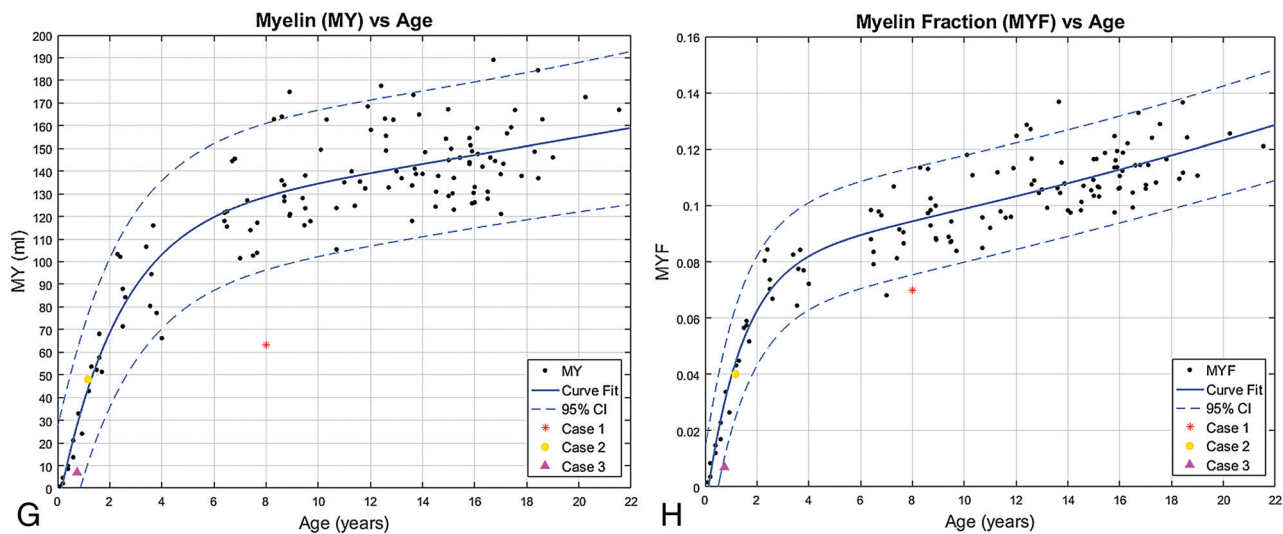 Myelin (MY) vs Age
MY (ml)
200
190
180
170
160
150
140
130
120
110
100
90
80
70
60
50
40
30
20
10
0
0 2 4 6 8 10 12 14 16 18 20 22
Age (years)
MY
Curve Fit
95% CI
Case 1
Case 2
Case 3
G
Myelin Fraction (MYF) vs Age
MYF
0.16
0.14
0.12
0.1
0.08
0.06
0.04
0.02
0
0 2 4 6 8 10 12 14 16 18 20 22
Age (years)
MYF
Curve Fit
95% CI
Case 1
Case 2
Case 3
H